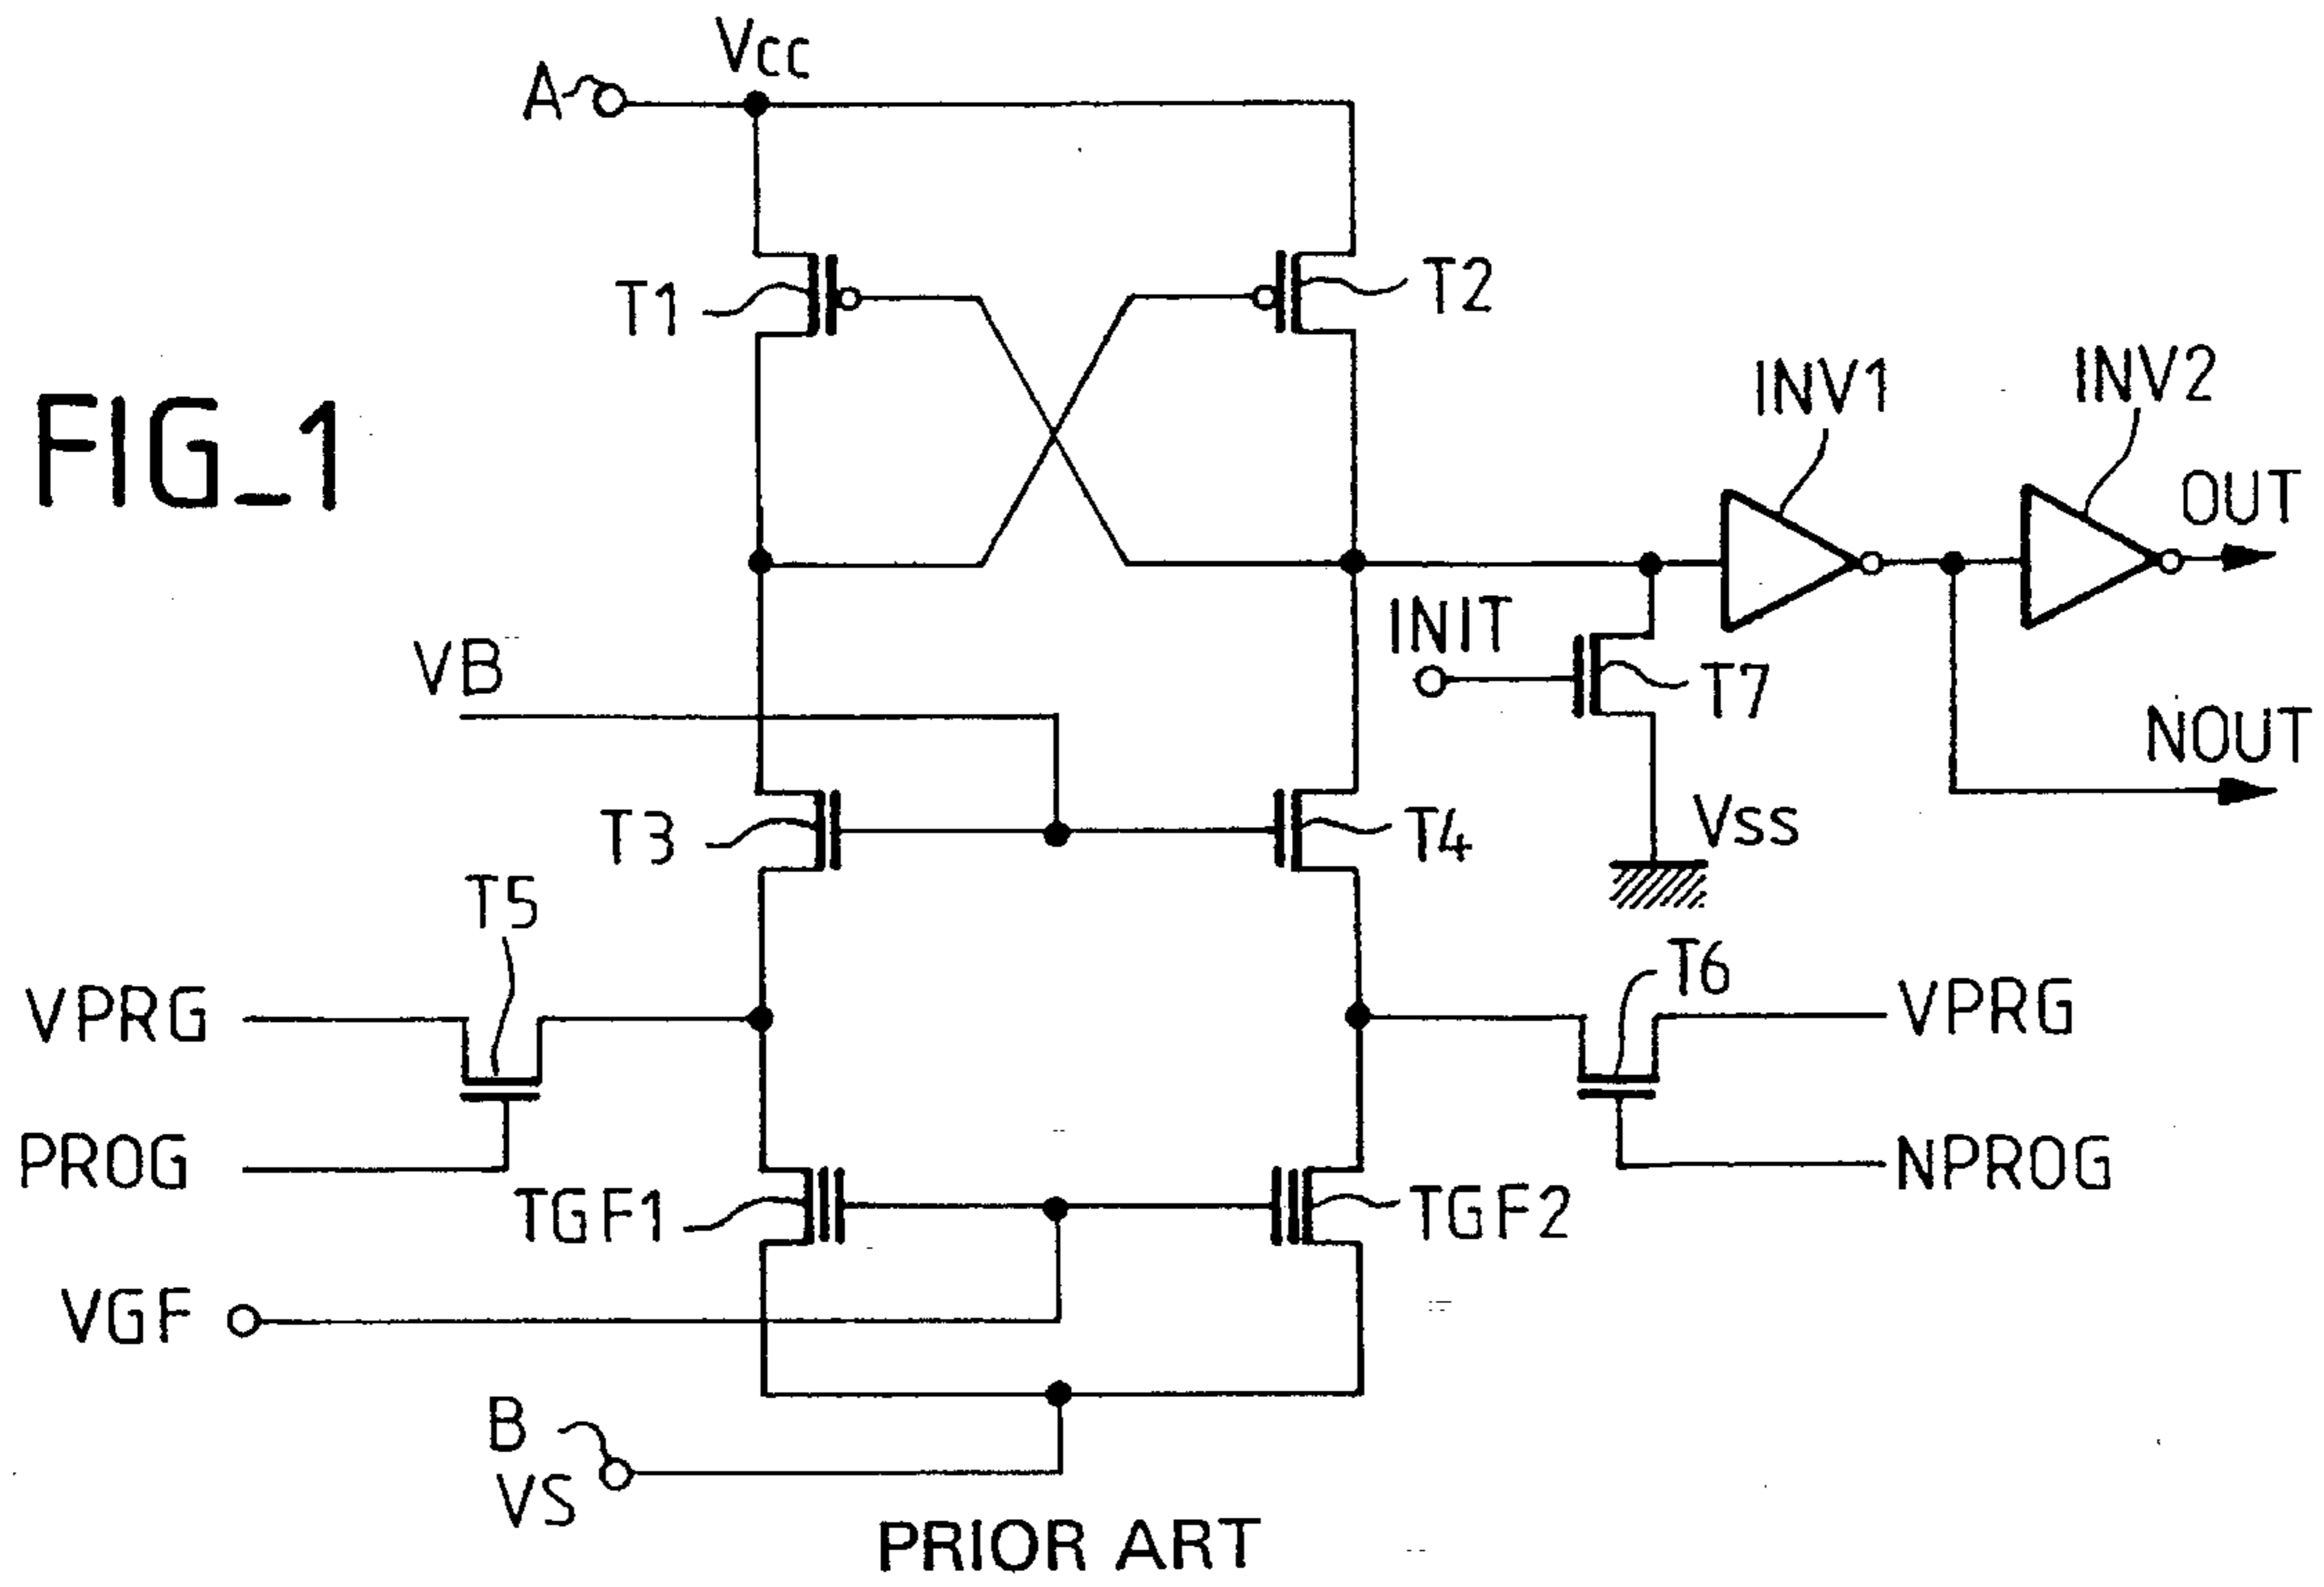 Vcc
A
T1
T2
FIG_1
INV1
INV2
OUT
INIT
VB
T7
NOUT
T3
T4
Vss
T5
T6
VPRG
VPRG
PROG
NPROG
TGF1
TGF2
VGF
B
VS
PRIOR ART